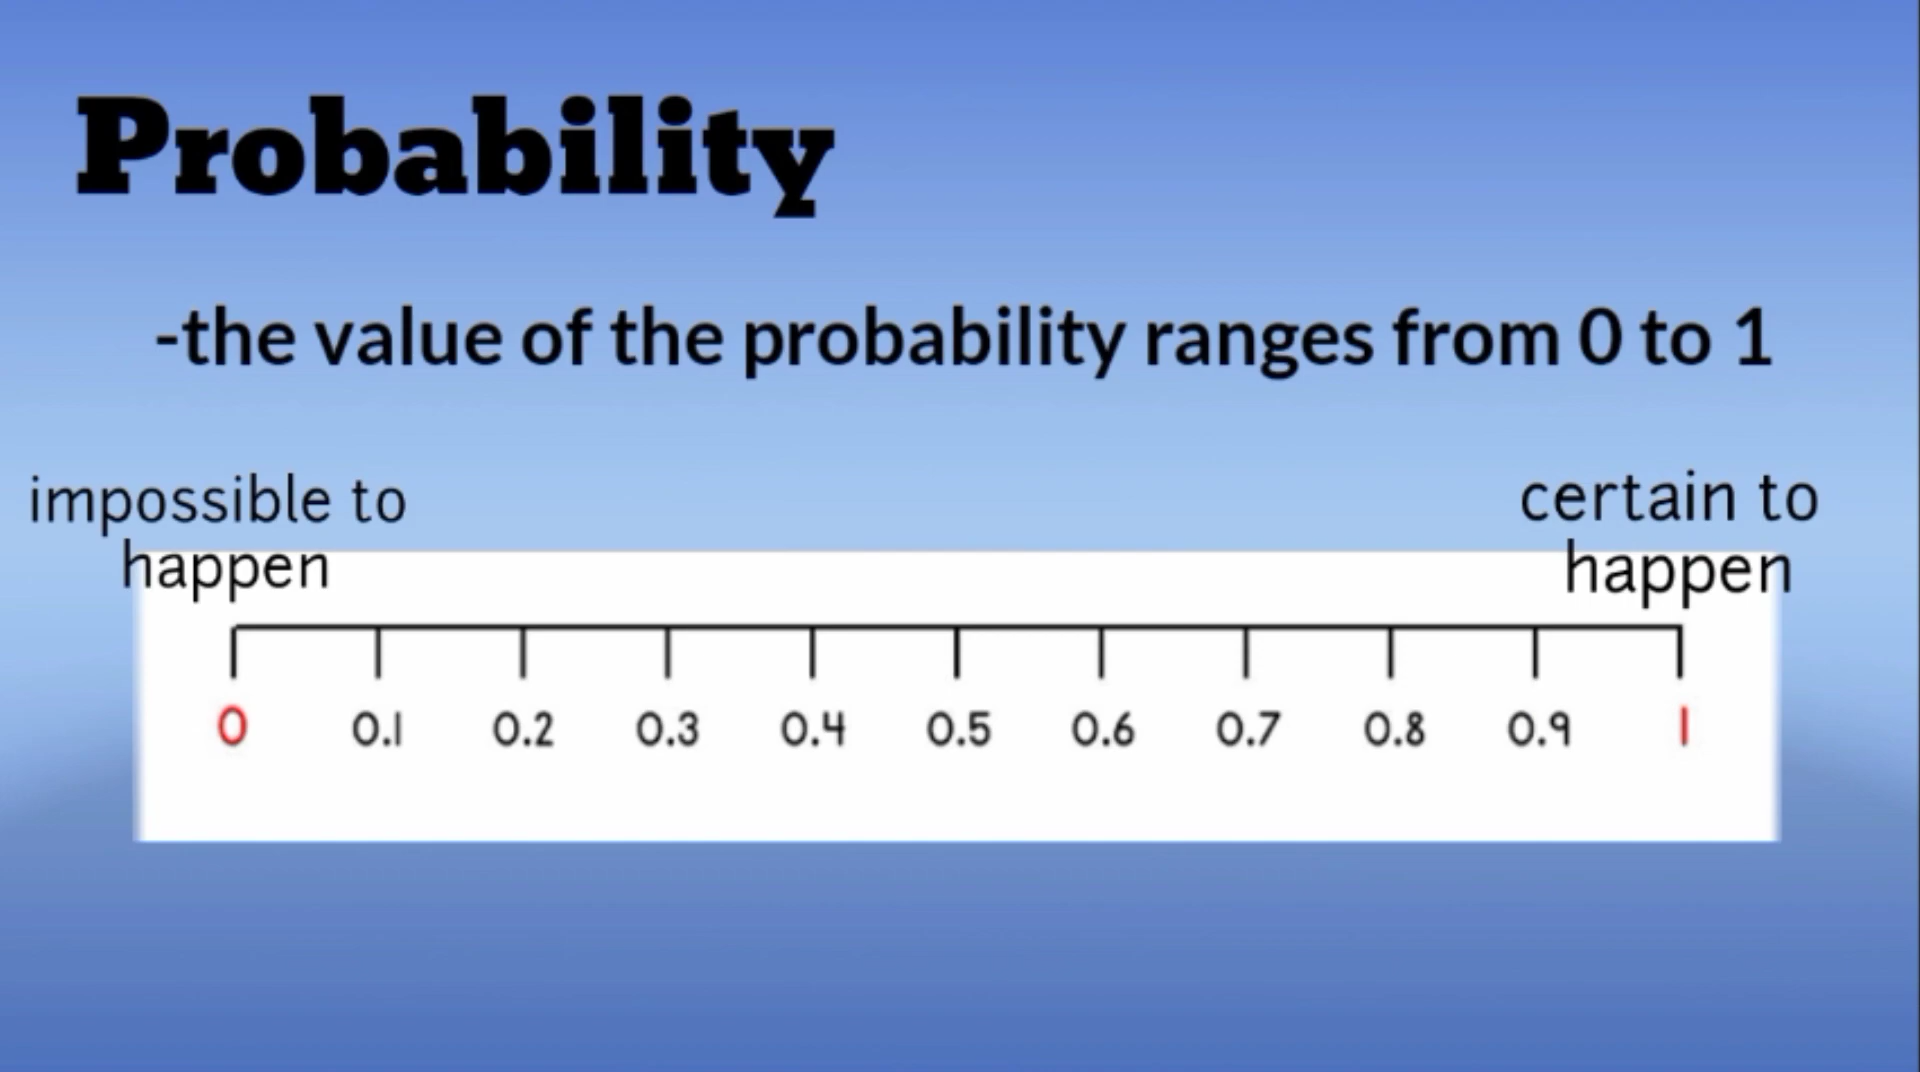 Probability
-the value of the probability ranges from 0 to 1
impossible to
happen
certain to
happen
0 0.1 0.2 0.3 0.4 0.5 0.6 0.7 0.8 0.9 1